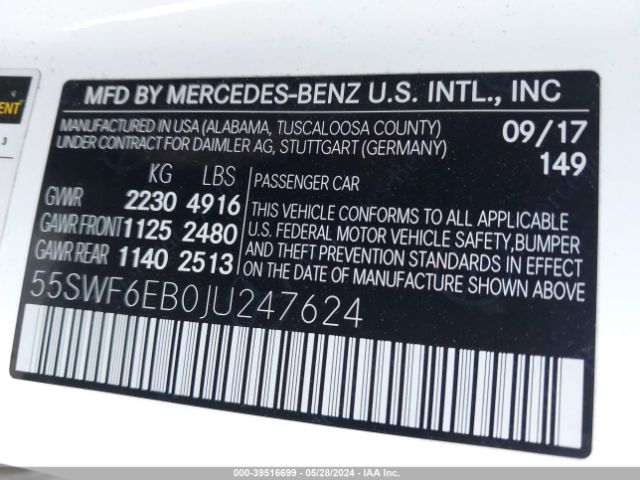 MFD BY MERCEDES-BENZ U.S. INTL., INC
MANUFACTURED IN USA (ALABAMA, TUSCALOOSA COUNTY) 09/17
UNDER CONTRACT FOR DAIMLER AG, STUTTGART (GERMANY) 149
KG LBS
GVWR 2230 4916
GAWR FRONT 1125 2480
GAWR REAR 1140 2513
PASSENGER CAR
THIS VEHICLE CONFORMS TO ALL APPLICABLE
U.S. FEDERAL MOTOR VEHICLE SAFETY, BUMPER
AND THEFT PREVENTION STANDARDS IN EFFECT
ON THE DATE OF MANUFACTURE SHOWN ABOVE.
55SWF6EB0JU247624
ENT
3
000-39516699 - 05/28/2024 - IAA Inc.